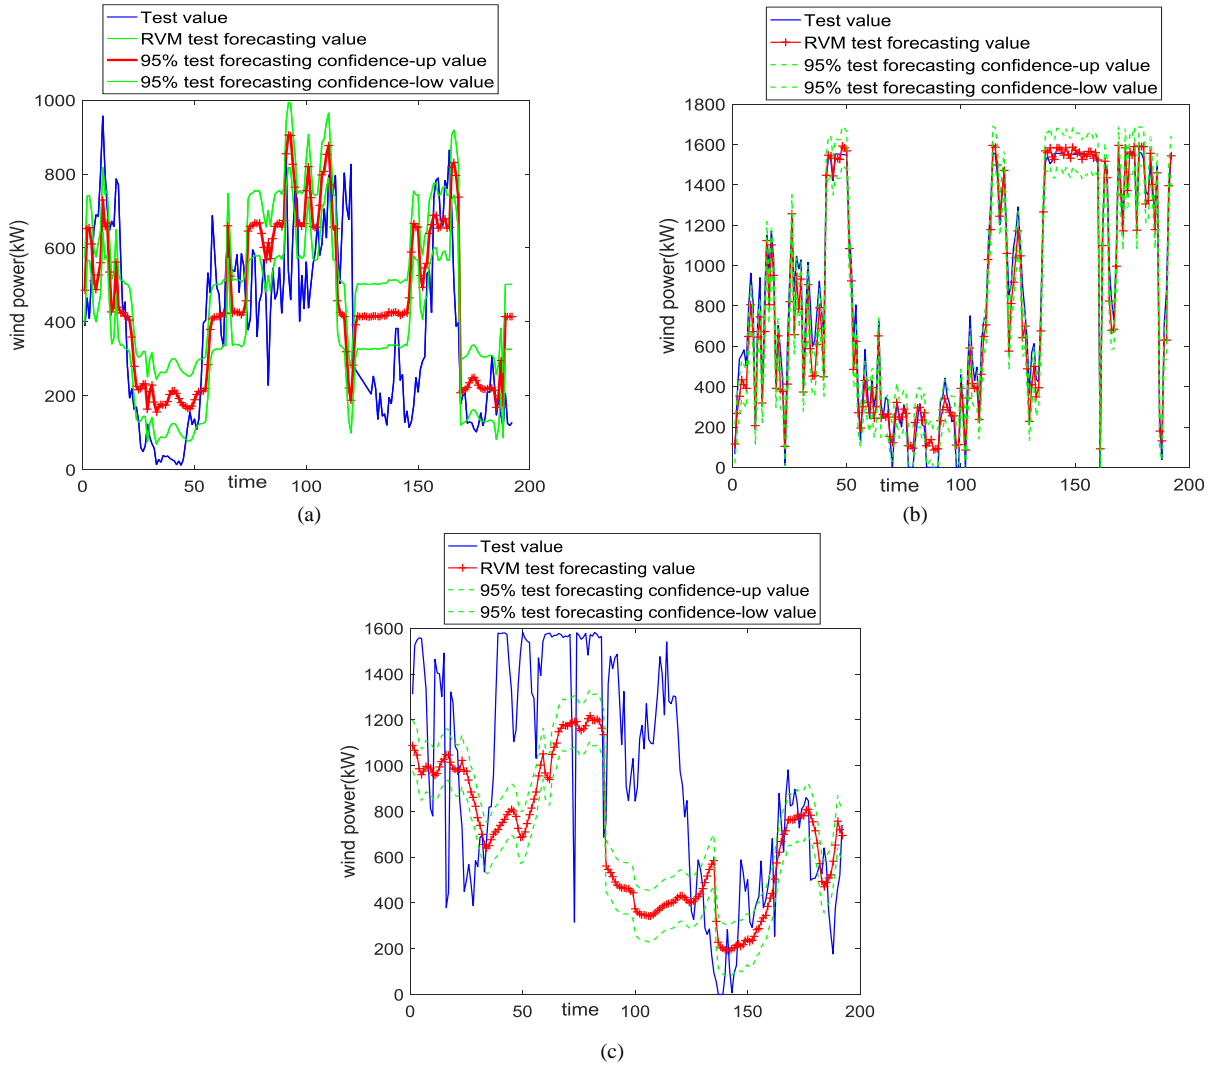 Test value
RVM test forecasting value
95% test forecasting confidence-up value
95% test forecasting confidence-low value
1000
800
600
400
200
0
wind power(kW)
0
50
100
150
200
time
(a)
Test value
RVM test forecasting value
95% test forecasting confidence-up value
95% test forecasting confidence-low value
1800
1600
1400
1200
1000
800
600
400
200
0
wind power(kW)
0
50
100
150
200
time
(b)
Test value
RVM test forecasting value
95% test forecasting confidence-up value
95% test forecasting confidence-low value
1600
1400
1200
1000
800
600
400
200
0
wind power(kW)
0
50
100
150
200
time
(c)